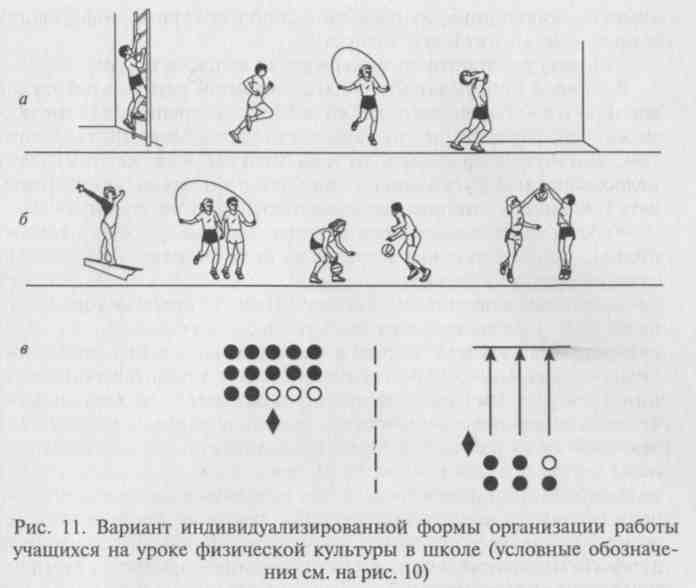 а
б
в
Рис. 11. Вариант индивидуализированной формы организации работы
учащихся на уроке физической культуры в школе (условные обозначе-
ния см. на рис. 10)